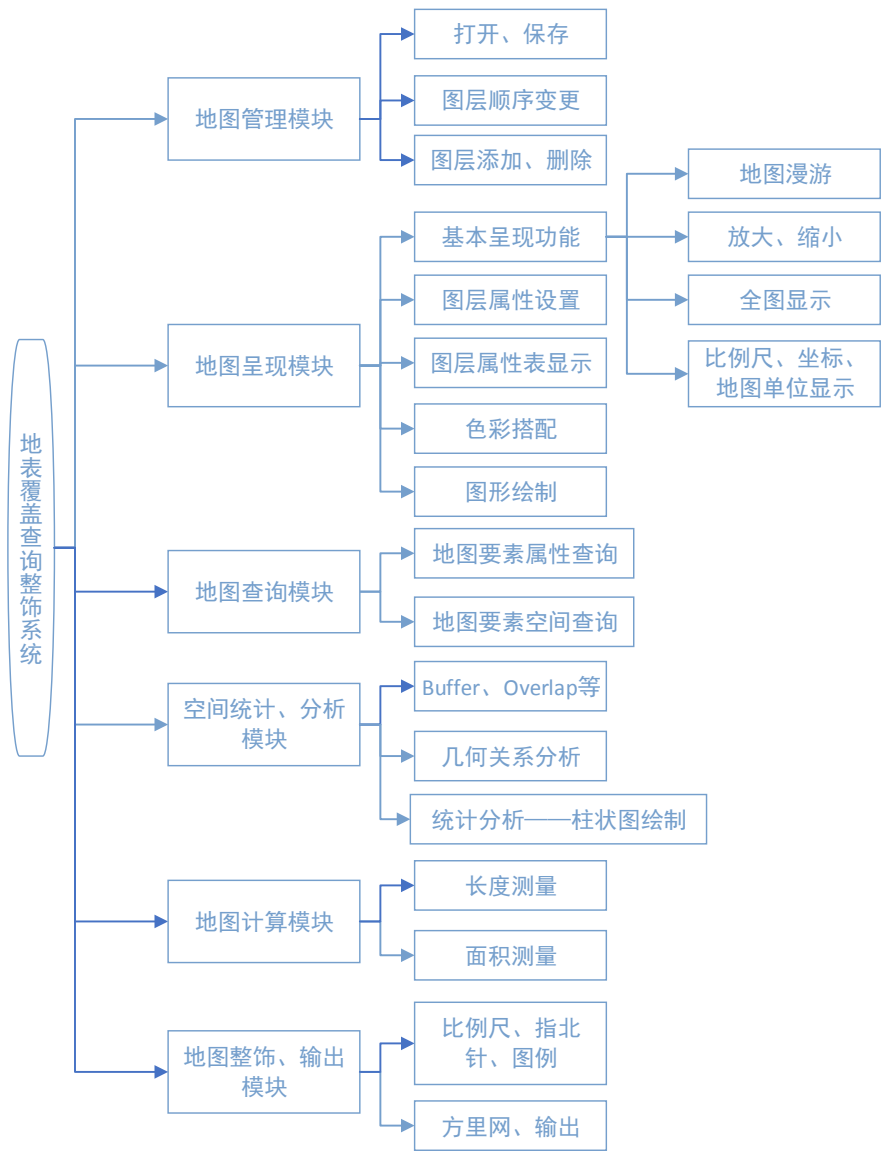 地表覆盖查询整饰系统
地图管理模块
打开、保存
图层顺序变更
图层添加、删除
地图呈现模块
基本呈现功能
地图漫游
放大、缩小
全图显示
比例尺、坐标、
地图单位显示
图层属性设置
图层属性表显示
色彩搭配
图形绘制
地图查询模块
地图要素属性查询
地图要素空间查询
空间统计、分析
模块
Buffer、Overlap等
几何关系分析
统计分析——柱状图绘制
地图计算模块
长度测量
面积测量
地图整饰、输出
模块
比例尺、指北
针、图例
方里网、输出